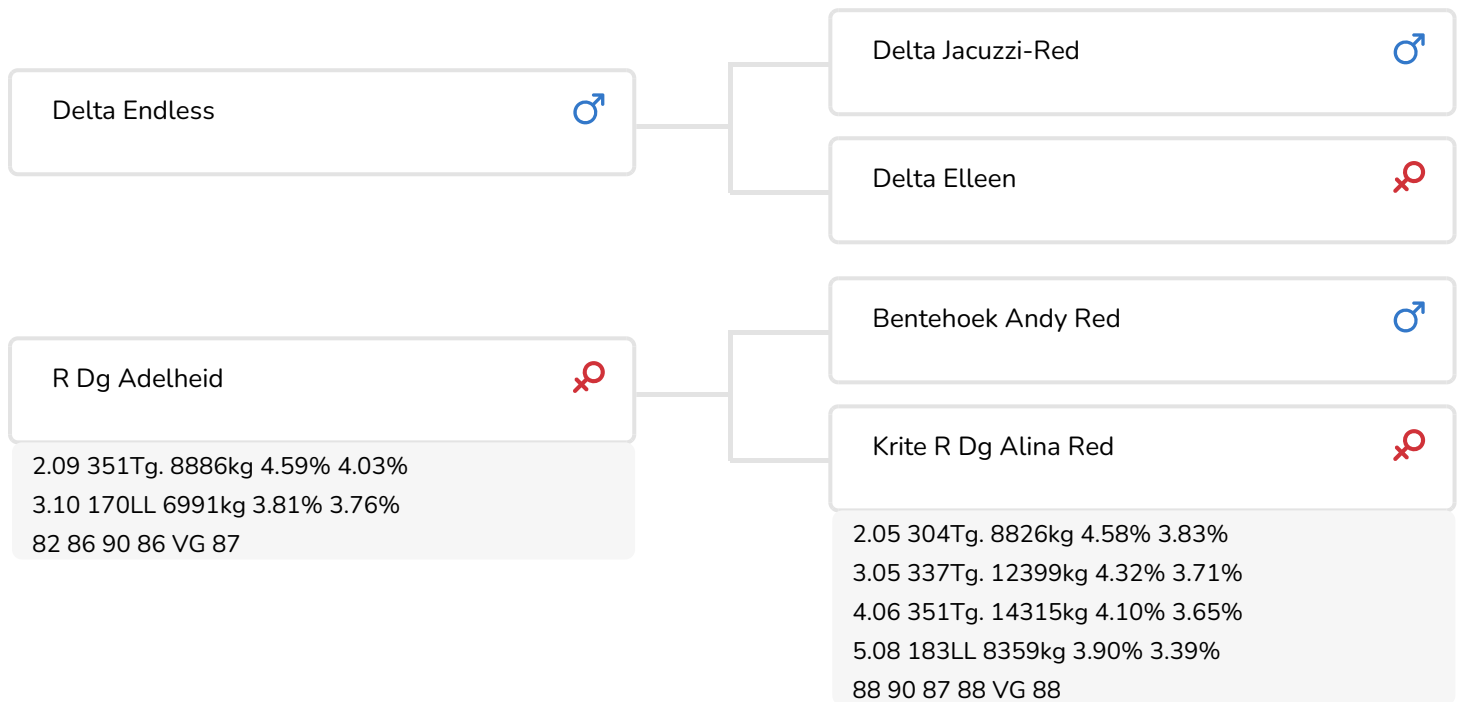 Delta Endless
Delta Jacuzzi-Red
Delta Elleen
R Dg Adelheid
2.09 351Tg. 8886kg 4.59% 4.03%
3.10 170LL 6991kg 3.81% 3.76%
82 86 90 86 VG 87
Bentehoek Andy Red
Krite R Dg Alina Red
2.05 304Tg. 8826kg 4.58% 3.83%
3.05 337Tg. 12399kg 4.32% 3.71%
4.06 351Tg. 14315kg 4.10% 3.65%
5.08 183LL 8359kg 3.90% 3.39%
88 90 87 88 VG 88